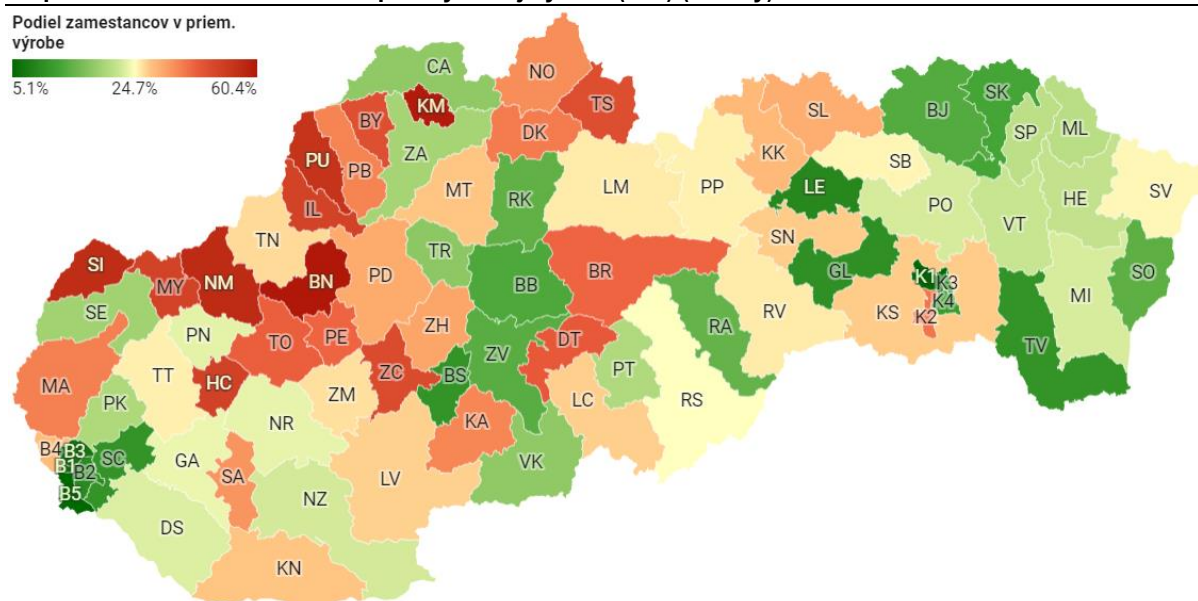 Podiel zamestancov v priem.
výrobe
5.1% 24.7% 60.4%
CA
NO
KM
TS
BY
DK
BJ
SK
SL
SP
ML
PU
PB
ZA
KK
SB
MT
LM
PP
LE
RK
PO
HE
SV
IL
VT
TN
SN
TR
SI
MY
NM
BN
PD
BR
GL
K1
K3
K4
K2
SO
BB
MI
SE
PN
TO
PE
ZH
ZV
RA
RV
KS
TV
MA
TT
HC
ZC
BS
DT
PT
PK
ZM
LC
RS
NR
KA
B4
B3
B1
B2
B5
SC
GA
SA
LV
VK
NZ
DS
KN